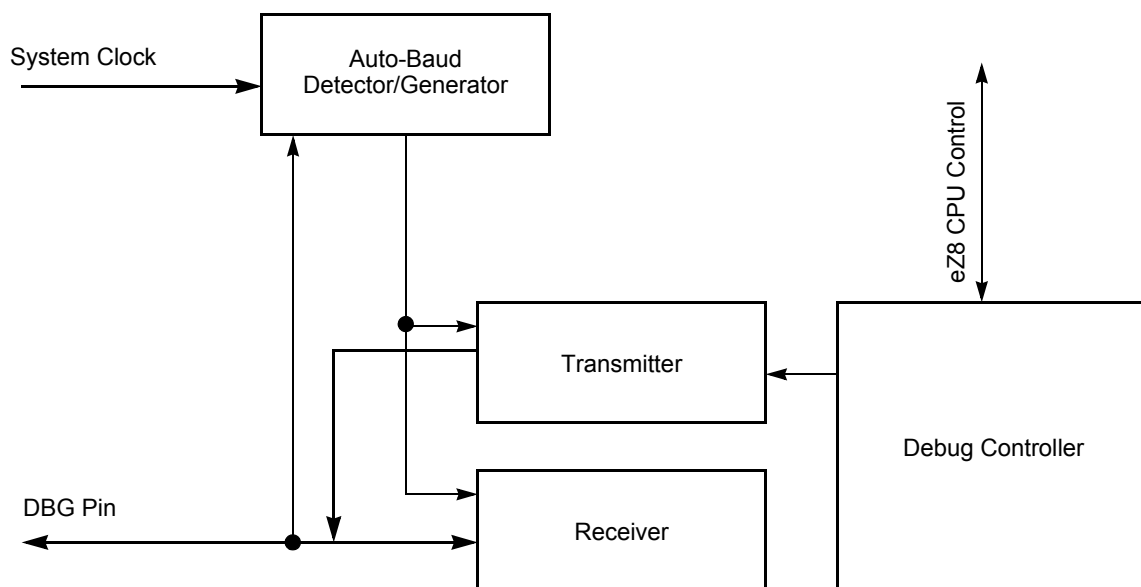 System Clock
Auto-Baud
Detector/Generator
eZ8 CPU Control
Transmitter
Debug Controller
DBG Pin
Receiver